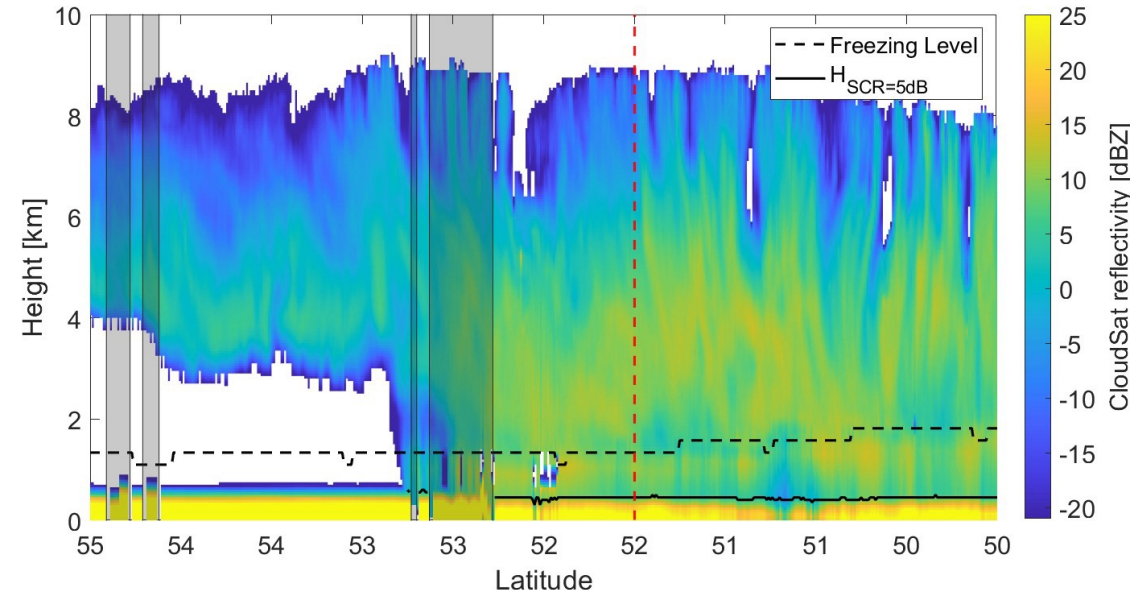 10
8
6
4
2
0
Height [km]
Freezing Level
H SCR=5dB
25
20
15
10
5
0
-5
-10
-15
-20
CloudSat reflectivity [dBZ]
55 54 54 53 53 52 52 51 51 50 50
Latitude